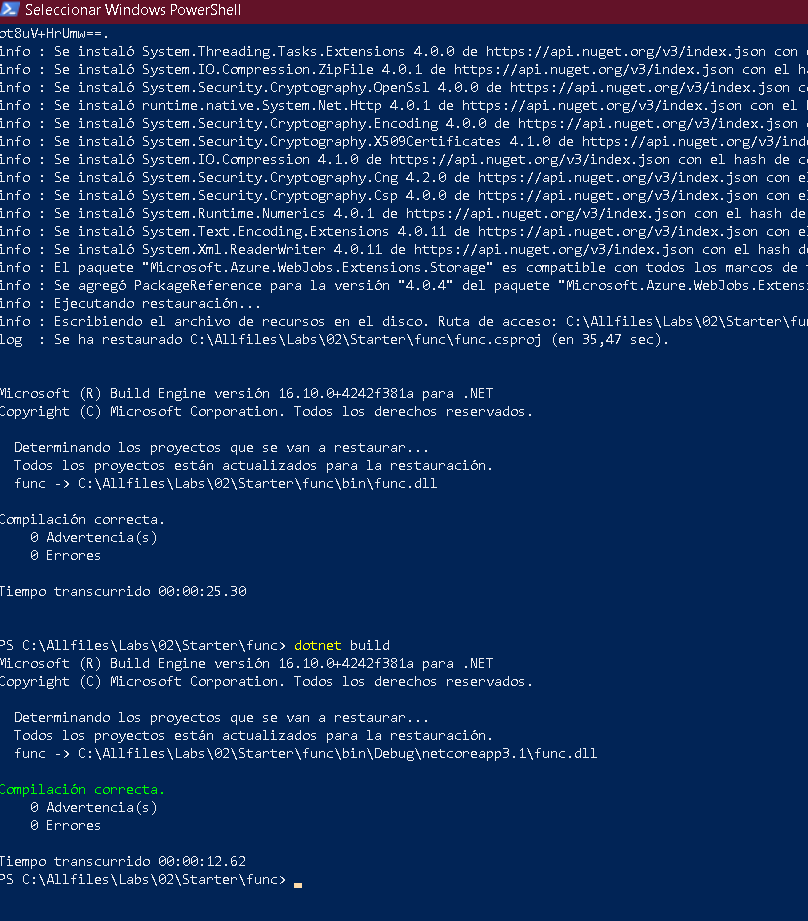 Seleccionar Windows PowerShell
ot8uV+HrUmw==.
info : Se instaló System.Threading.Tasks.Extensions 4.0.0 de https://api.nuget.org/v3/index.json con
info : Se instaló System.IO.Compression.ZipFile 4.0.1 de https://api.nuget.org/v3/index.json con el h
info : Se instaló System.Security.Cryptography.OpenSsl 4.0.0 de https://api.nuget.org/v3/index.json c
info : Se instaló runtime.native.System.Net.Http 4.0.1 de https://api.nuget.org/v3/index.json con el
info : Se instaló System.Security.Cryptography.Encoding 4.0.0 de https://api.nuget.org/v3/index.json
info : Se instaló System.Security.Cryptography.X509Certificates 4.1.0 de https://api.nuget.org/v3/ind
info : Se instaló System.IO.Compression 4.1.0 de https://api.nuget.org/v3/index.json con el hash de c
info : Se instaló System.Security.Cryptography.Cng 4.2.0 de https://api.nuget.org/v3/index.json con e
info : Se instaló System.Security.Cryptography.Csp 4.0.0 de https://api.nuget.org/v3/index.json con e
info : Se instaló System.Runtime.Numerics 4.0.1 de https://api.nuget.org/v3/index.json con el hash de
info : Se instaló System.Text.Encoding.Extensions 4.0.11 de https://api.nuget.org/v3/index.json con e
info : Se instaló System.Xml.ReaderWriter 4.0.11 de https://api.nuget.org/v3/index.json con el hash d
info : El paquete "Microsoft.Azure.WebJobs.Extensions.Storage" es compatible con todos los marcos de
info : Se agregó PackageReference para la versión "4.0.4" del paquete "Microsoft.Azure.WebJobs.Extens
info : Ejecutando restauración...
info : Escribiendo el archivo de recursos en el disco. Ruta de acceso: C:\Allfiles\Labs\02\Starter\fu
log  : Se ha restaurado C:\Allfiles\Labs\02\Starter\func\func.csproj (en 35,47 sec).
Microsoft (R) Build Engine versión 16.10.0+4242f381a para .NET
Copyright (C) Microsoft Corporation. Todos los derechos reservados.
Determinando los proyectos que se van a restaurar...
Todos los proyectos están actualizados para la restauración.
func -> C:\Allfiles\Labs\02\Starter\func\bin\func.dll
Compilación correcta.
0 Advertencia(s)
0 Errores
Tiempo transcurrido 00:00:25.30
PS C:\Allfiles\Labs\02\Starter\func> dotnet build
Microsoft (R) Build Engine versión 16.10.0+4242f381a para .NET
Copyright (C) Microsoft Corporation. Todos los derechos reservados.
Determinando los proyectos que se van a restaurar...
Todos los proyectos están actualizados para la restauración.
func -> C:\Allfiles\Labs\02\Starter\func\bin\Debug\netcoreapp3.1\func.dll
Compilación correcta.
0 Advertencia(s)
0 Errores
Tiempo transcurrido 00:00:12.62
PS C:\Allfiles\Labs\02\Starter\func>